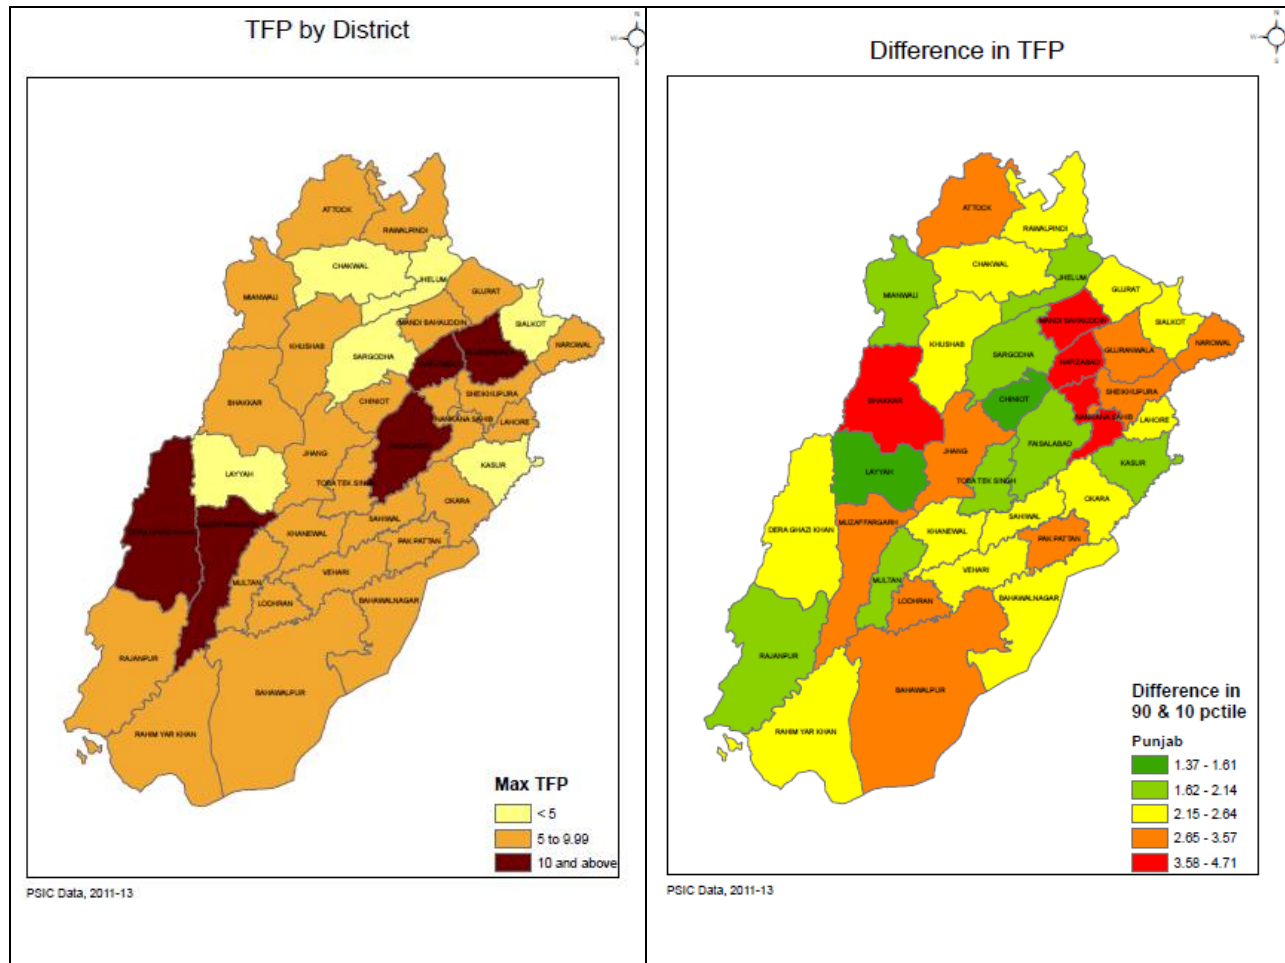 TFP by District
N
W
S
ATTOCK
RAWALPINDI
CHAKWAL
JHELUM
MIANWALI
GUJRAT
MANDI BAHAUDDIN
SIALKOT
NAROWAL
KHUSHAB
SARGODHA
SHEIKHUPURA
BHAKKAR
CHINIOT
NANKANA SAHIB
LAHORE
JHANG
KASUR
LAYYAH
TOBA TEK SINGH
OKARA
SAHIWAL
KHANEWAL
PAK PATTAN
VEHARI
MULTAN
LODHRAN
BAHAWALNAGAR
RAJANPUR
BAHAWALPUR
RAHIM YAR KHAN
Max TFP
< 5
5 to 9.99
10 and above
PSIC Data, 2011-13
Difference in TFP
N
W
S
ATTOCK
RAWALPINDI
CHAKWAL
JHELUM
MIANWALI
GUJRAT
MANDI BAHAUDDIN
SIALKOT
KHUSHAB
GUJRANWALA
NAROWAL
SARGODHA
HAFIZABAD
SHEIKHUPURA
BHAKKAR
CHINIOT
NANKANA SAHIB
LAHORE
FAISALABAD
JHANG
KASUR
LAYYAH
TOBA TEK SINGH
OKARA
SAHIWAL
MUZAFFARGARH
DERA GHAZI KHAN
KHANEWAL
PAK PATTAN
VEHARI
MULTAN
LODHRAN
BAHAWALNAGAR
RAJANPUR
BAHAWALPUR
RAHIM YAR KHAN
Difference in
90 & 10 pctile
Punjab
1.37 - 1.61
1.62 - 2.14
2.15 - 2.64
2.65 - 3.57
3.58 - 4.71
PSIC Data, 2011-13